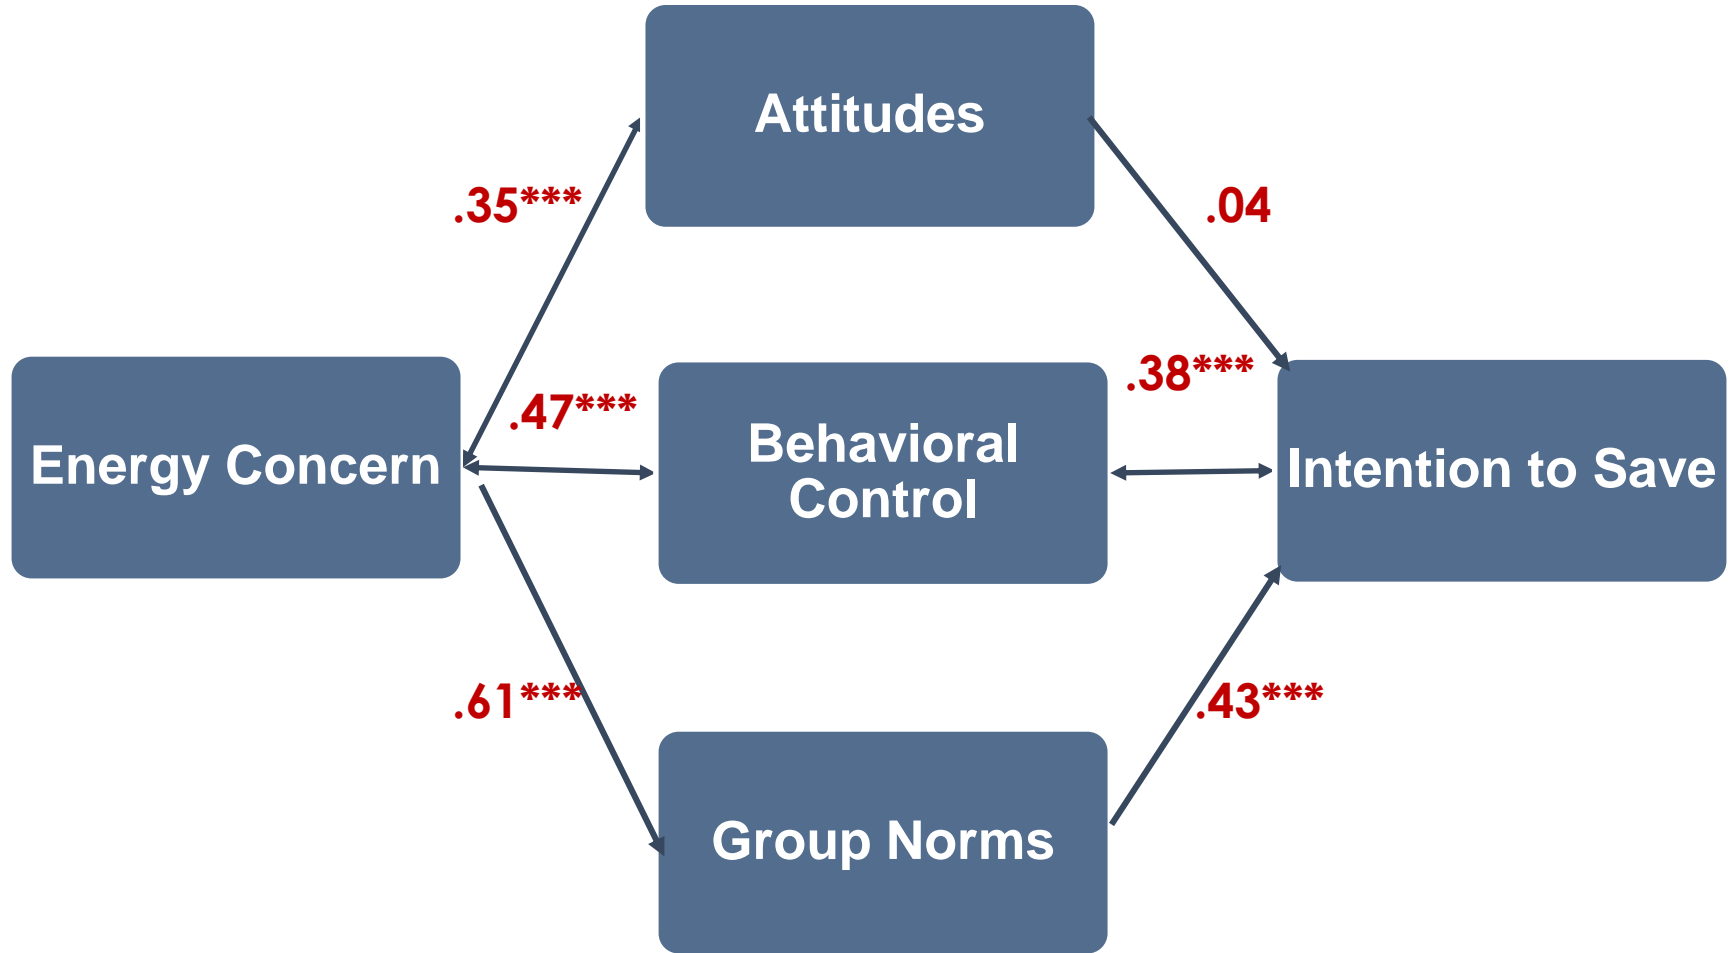 Attitudes
.35***
.04
.38***
.47***
Behavioral
Control
Energy Concern
Intention to Save
.61***
.43***
Group Norms